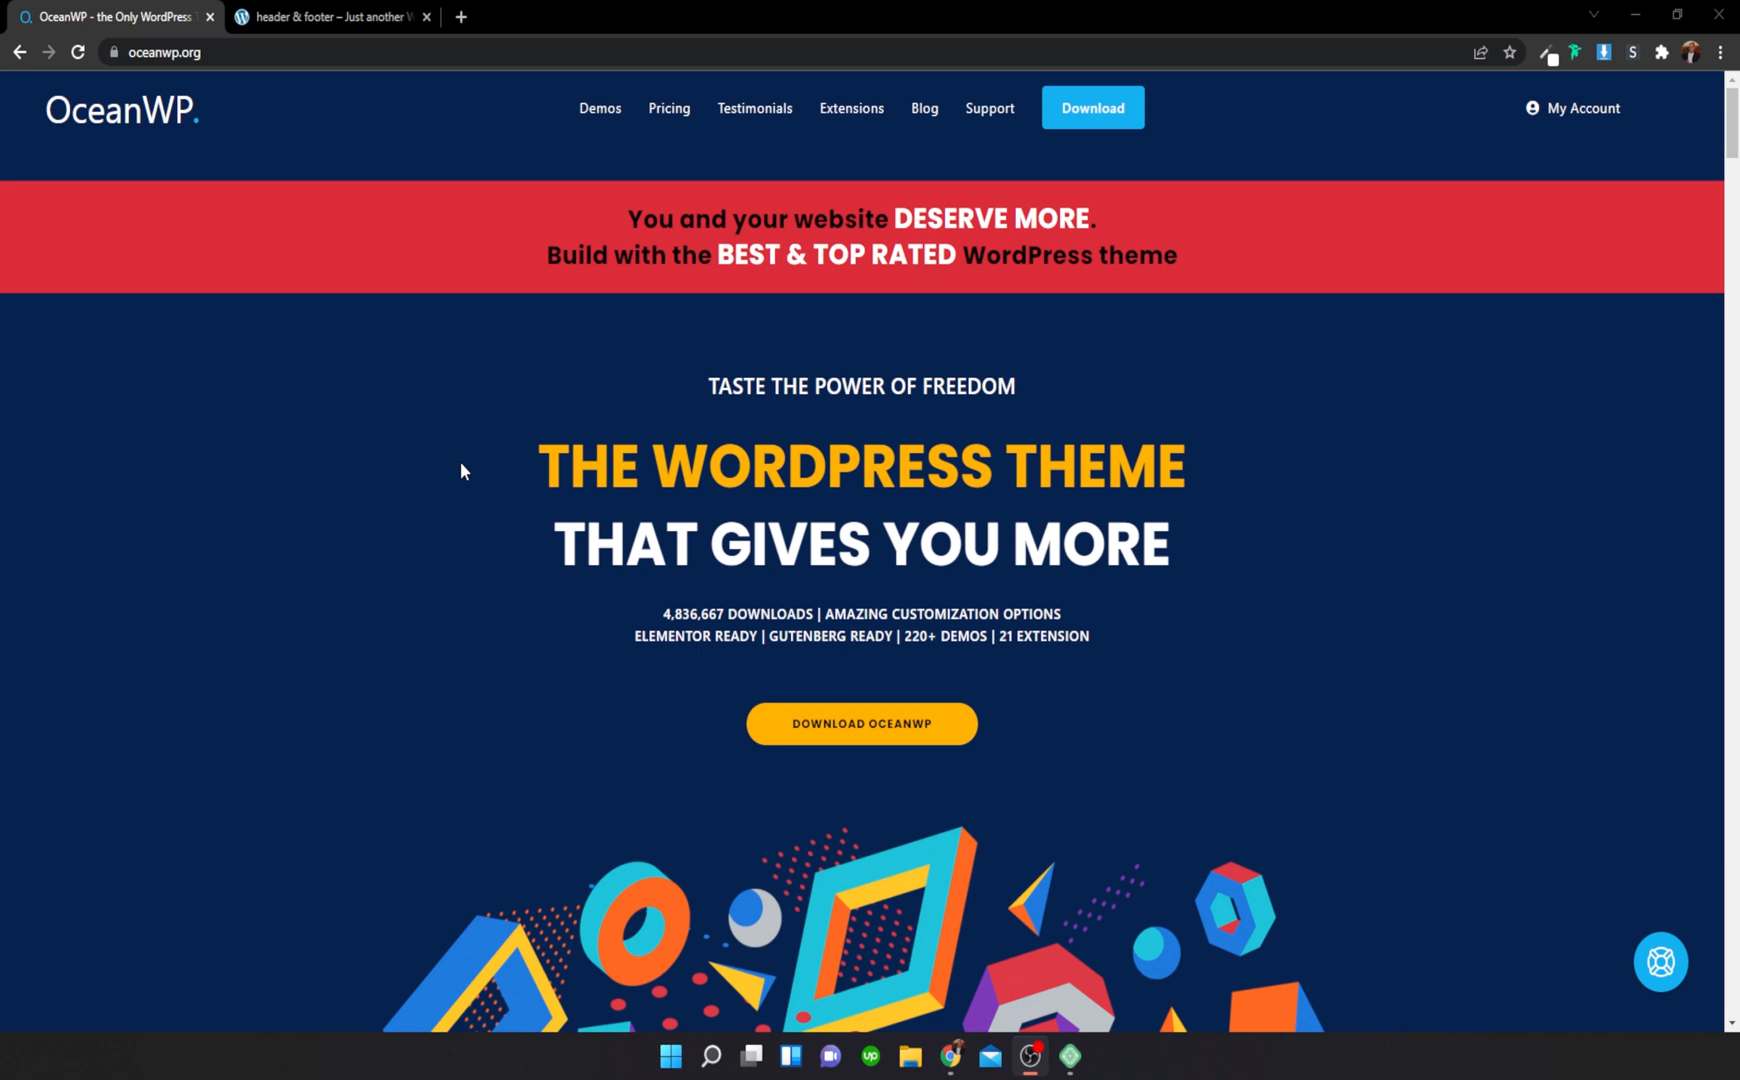 OceanWP - the Only WordPress T
header & footer – Just another W
oceanwp.org
S
OceanWP.
Demos
Pricing
Testimonials
Extensions
Blog
Support
Download
My Account
You and your website DESERVE MORE.
Build with the BEST & TOP RATED WordPress theme
TASTE THE POWER OF FREEDOM
THE WORDPRESS THEME
THAT GIVES YOU MORE
4,836,667 DOWNLOADS | AMAZING CUSTOMIZATION OPTIONS
ELEMENTOR READY | GUTENBERG READY | 220+ DEMOS | 21 EXTENSION
DOWNLOAD OCEANWP
up